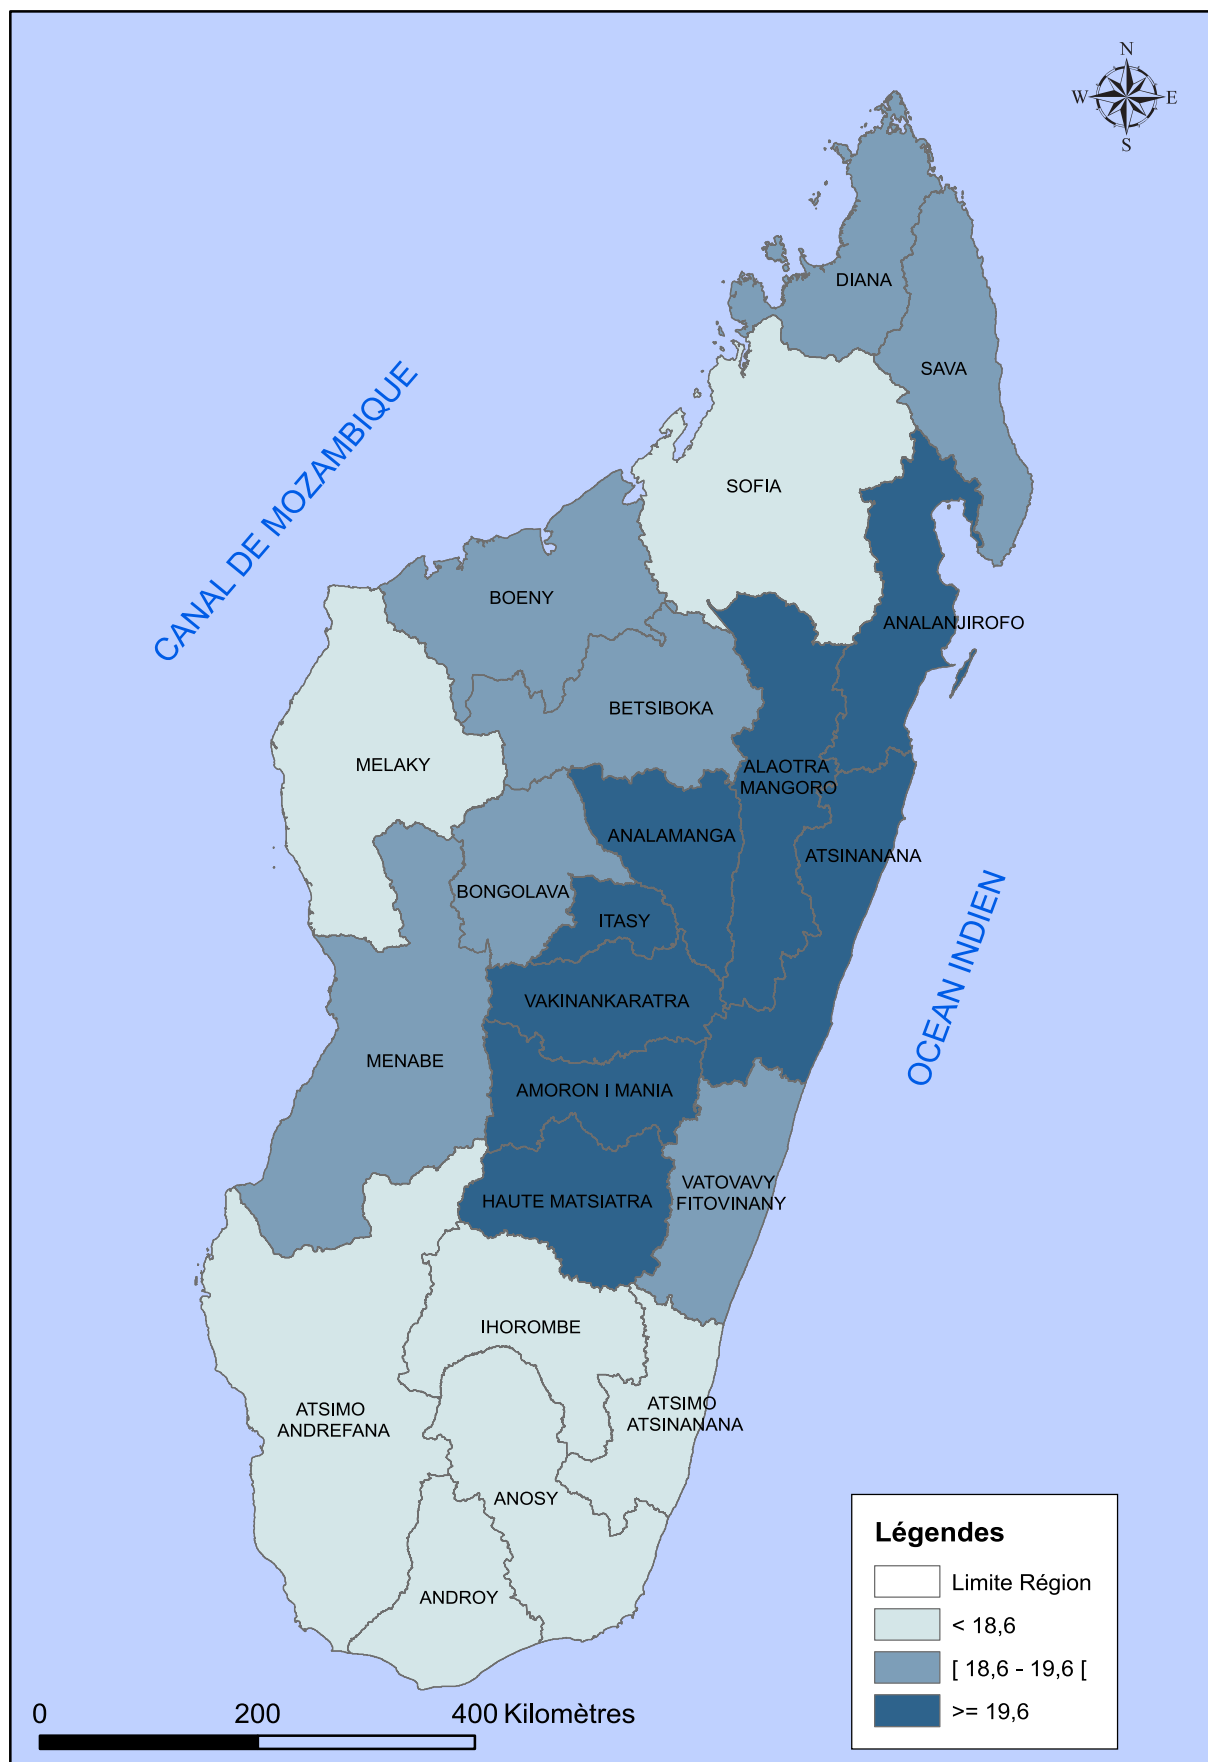 N
W E
S
DIANA
SAVA
CANAL DE MOZAMBIQUE
SOFIA
BOENY
ANALANJIROFO
BETSIBOKA
MELAKY
ALAOTRA
MANGORO
ANALAMANGA
ATSINANANA
BONGOLAVA
ITASY
OCEAN INDIEN
VAKINANKARATRA
MENABE
AMORON I MANIA
VATOVAVY
FITOVINANY
HAUTE MATSIATRA
IHOROMBE
ATSIMO
ANDREFANA
ATSIMO
ATSINANANA
ANOSY
ANDROY
Légendes
Limite Région
< 18,6
[ 18,6 - 19,6 [
>= 19,6
0 200 400 Kilomètres